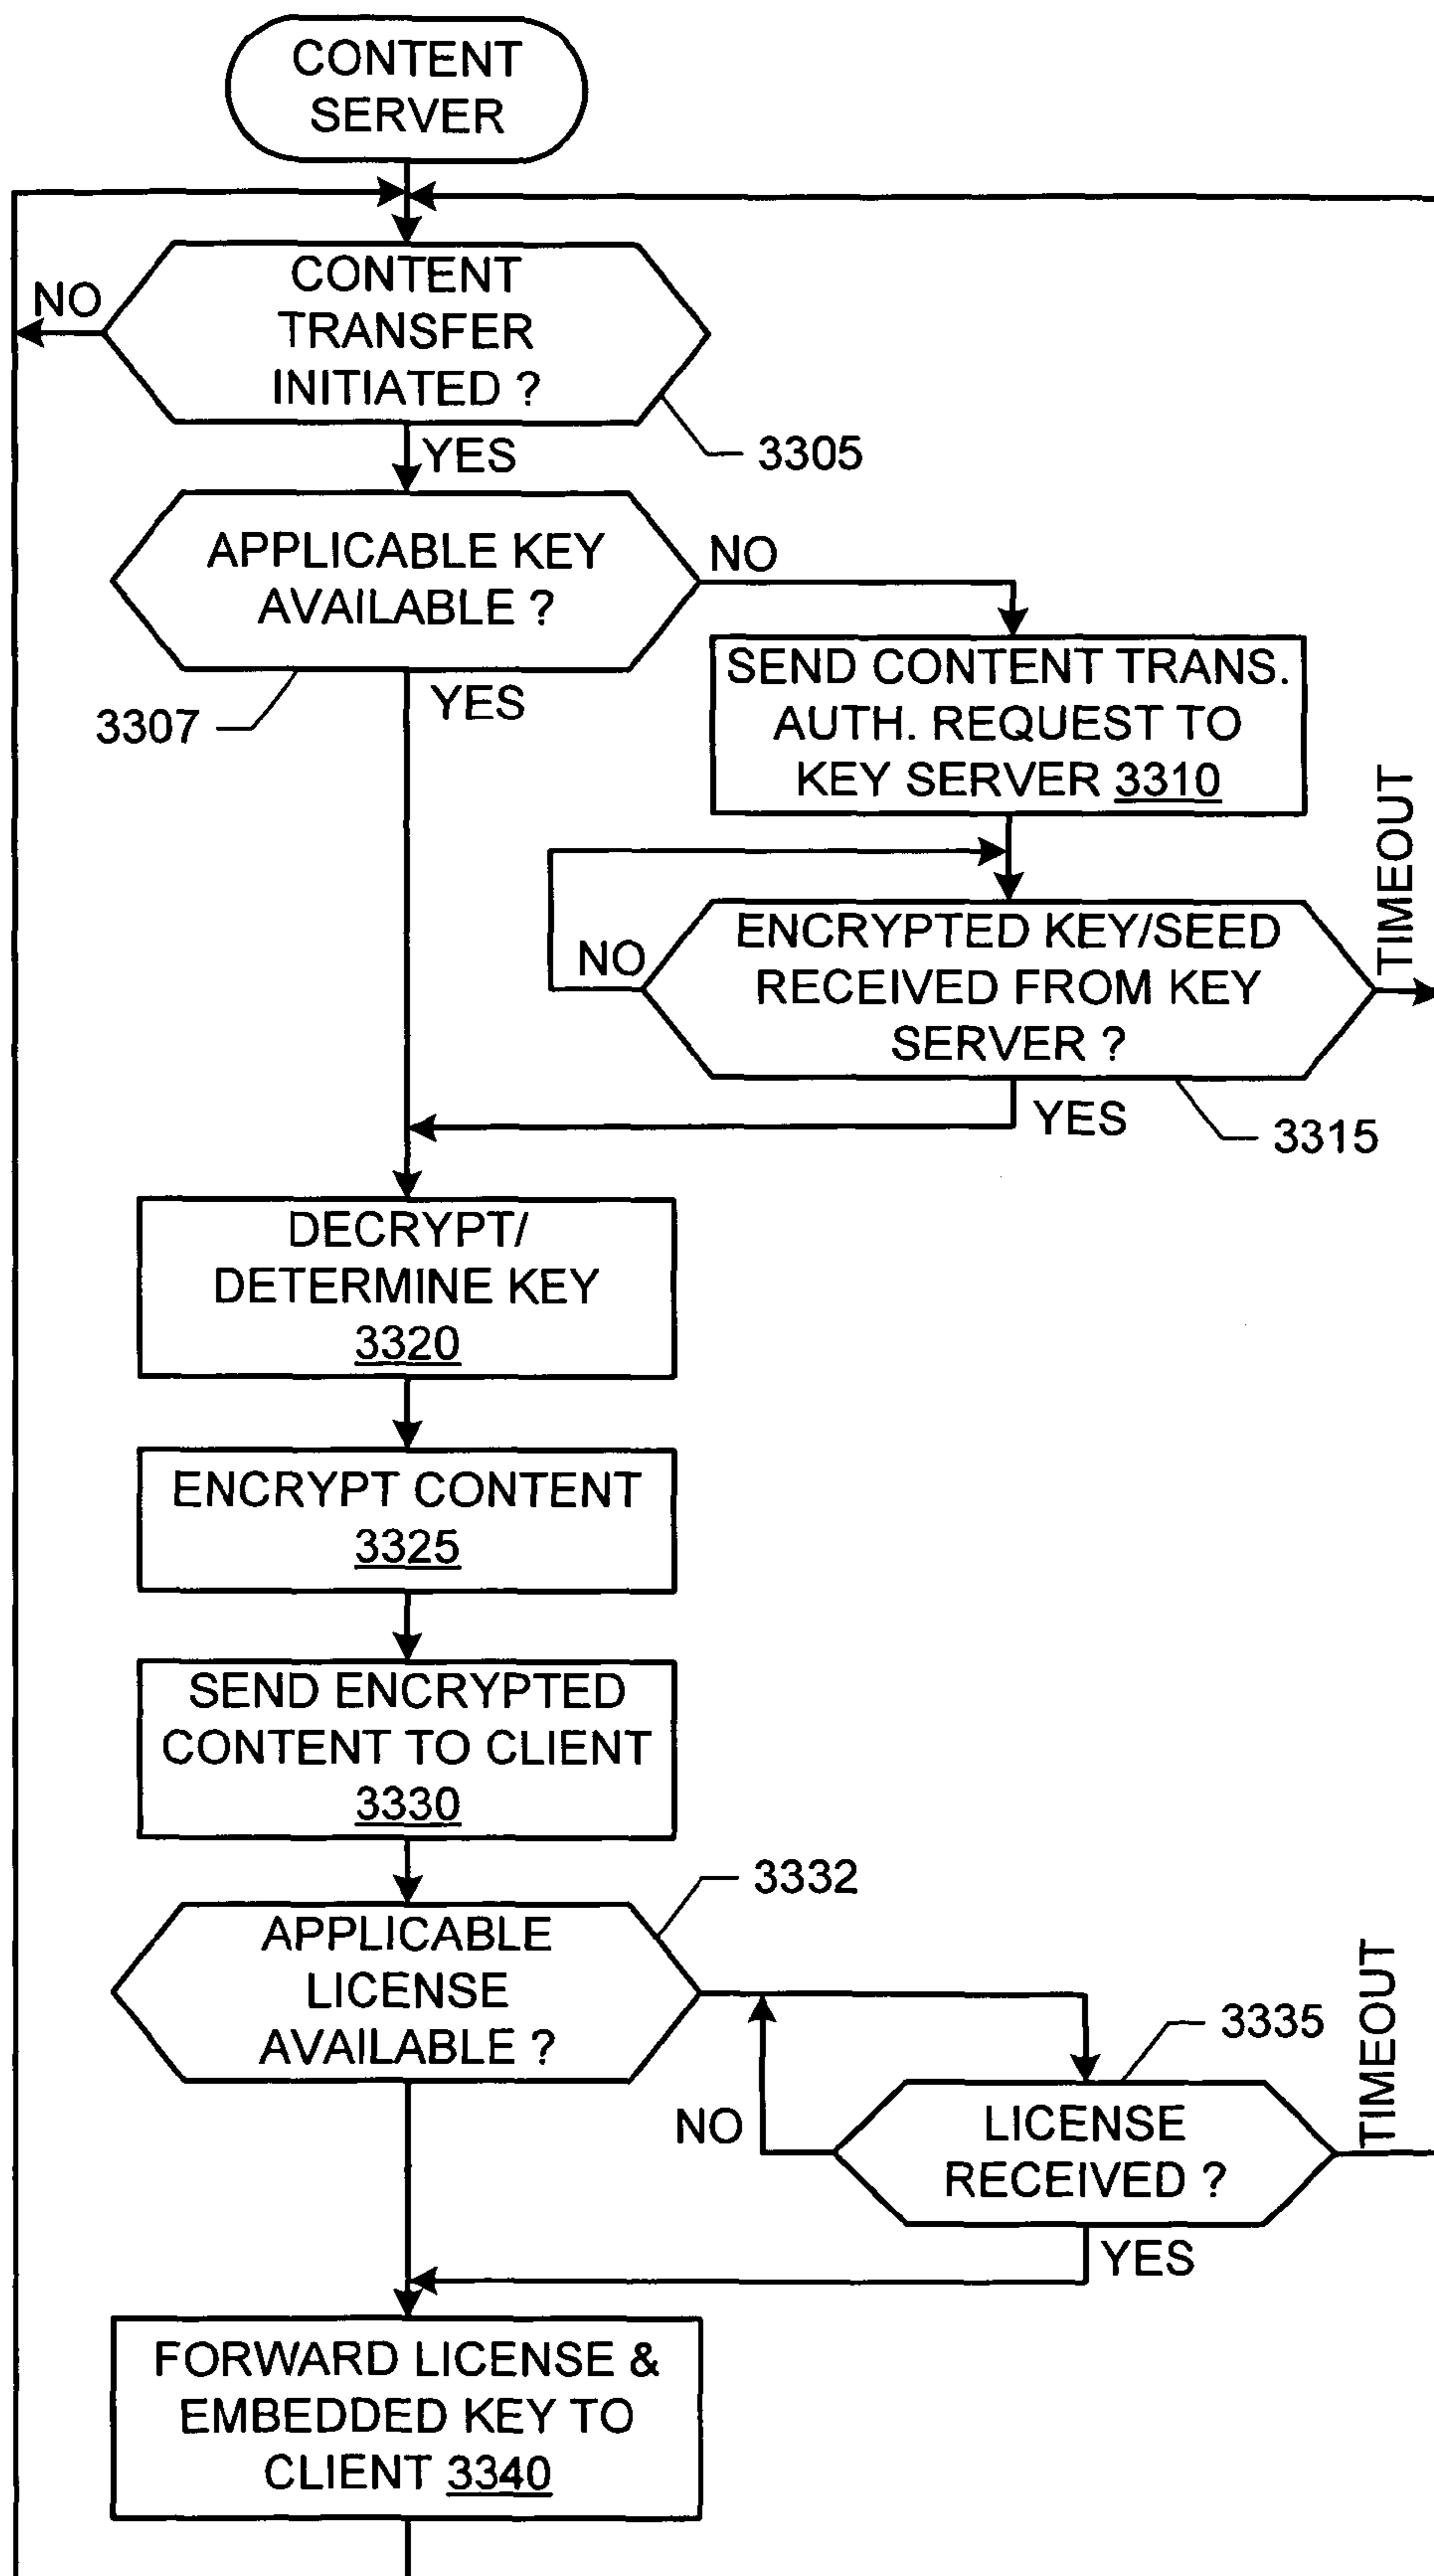 CONTENT
SERVER
CONTENT
TRANSFER
INITIATED ?
NO
3305
YES
APPLICABLE KEY
AVAILABLE ?
NO
3307
YES
SEND CONTENT TRANS.
AUTH. REQUEST TO
KEY SERVER 3310
ENCRYPTED KEY/SEED
RECEIVED FROM KEY
SERVER ?
NO
TIMEOUT
YES
3315
DECRYPT/
DETERMINE KEY
3320
ENCRYPT CONTENT
3325
SEND ENCRYPTED
CONTENT TO CLIENT
3330
3332
APPLICABLE
LICENSE
AVAILABLE ?
3335
LICENSE
RECEIVED ?
NO
TIMEOUT
YES
FORWARD LICENSE &
EMBEDDED KEY TO
CLIENT 3340